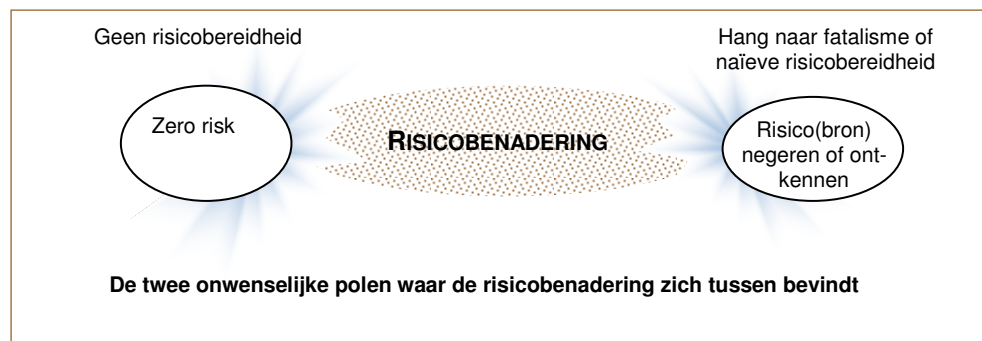 Geen risicobereidheid
Hang naar fatalisme of
naïeve risicobereidheid
Zero risk
RISICOBENADERING
Risico(bron)
negeren of ont-
kennen
De twee onwenselijke polen waar de risicobenadering zich tussen bevindt